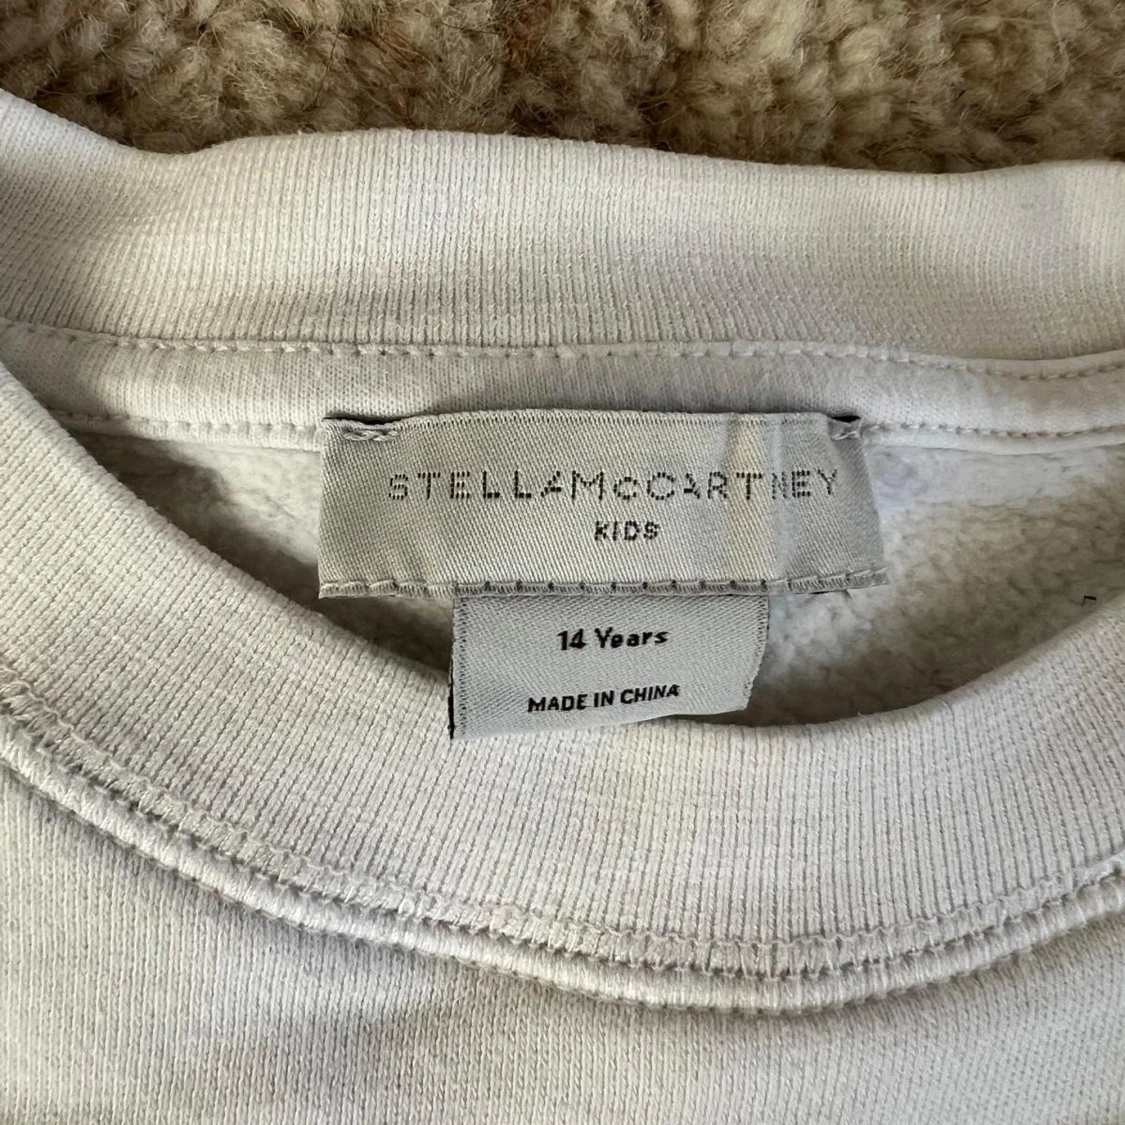 STELLAMcCARTNEY
KIDS
14 Years
MADE IN CHINA